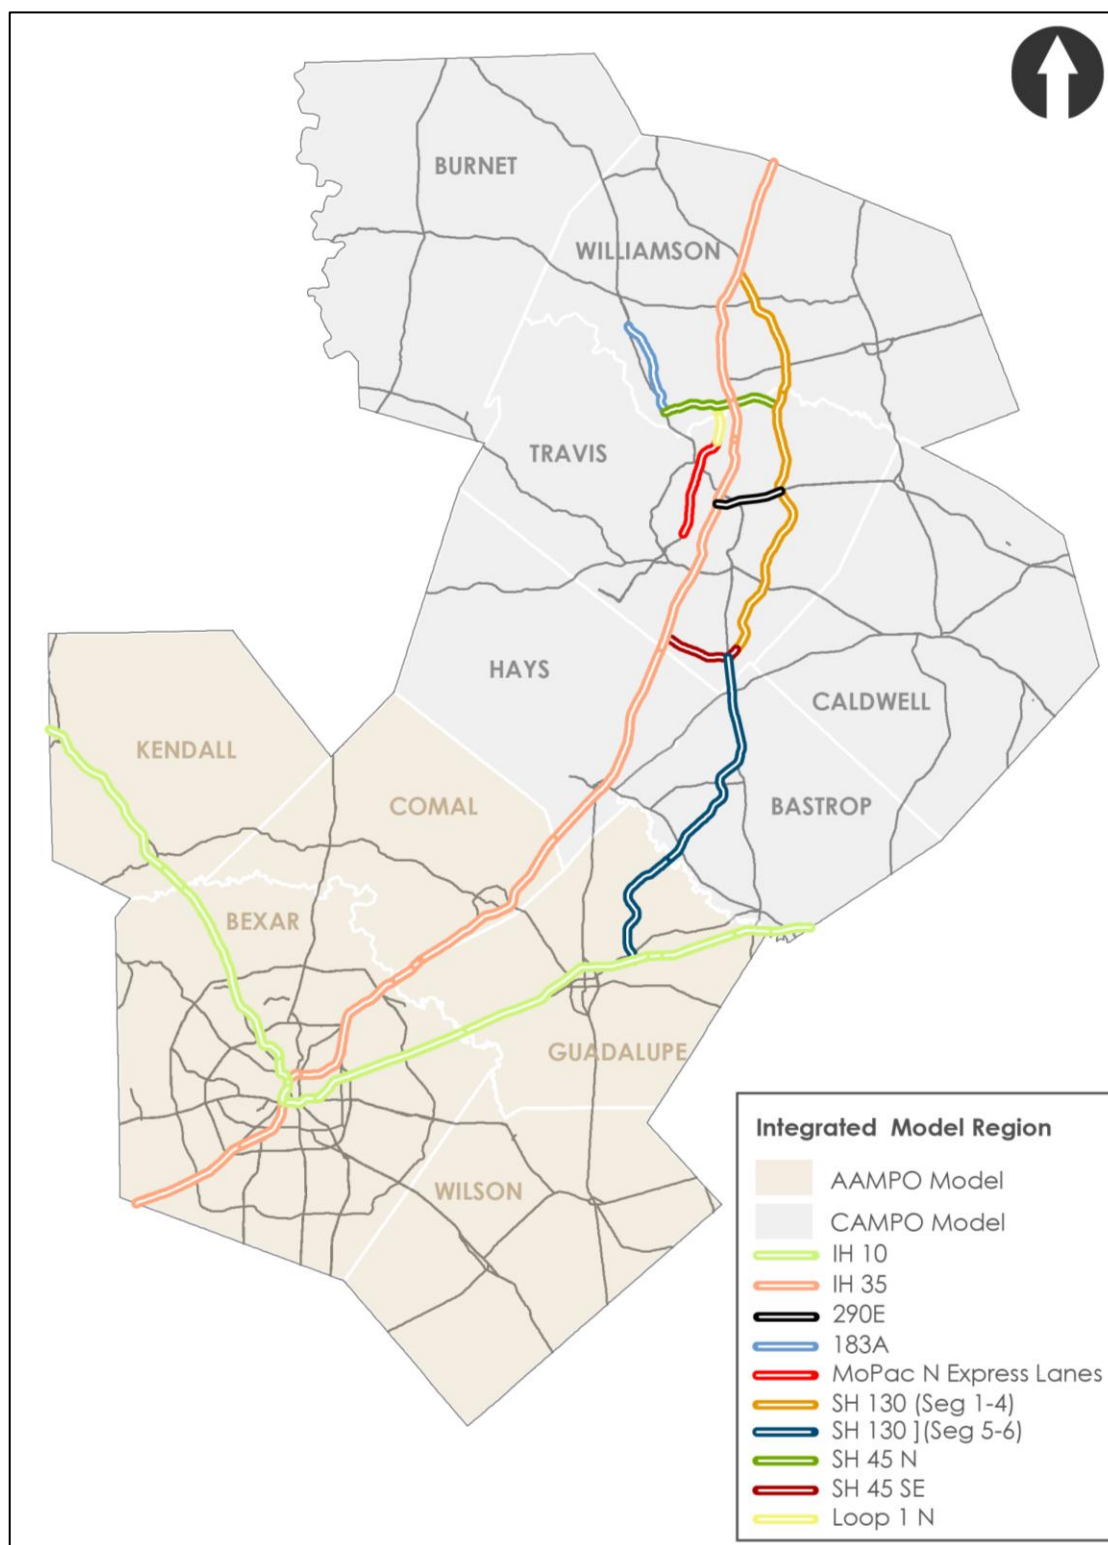 BURNET
WILLIAMSON
TRAVIS
HAYS
CALDWELL
KENDALL
COMAL
BASTROP
BEXAR
GUADALUPE
WILSON
Integrated Model Region
AAMPO Model
CAMPO Model
IH 10
IH 35
290E
183A
MoPac N Express Lanes
SH 130 (Seg 1-4)
SH 130 ](Seg 5-6)
SH 45 N
SH 45 SE
Loop 1 N